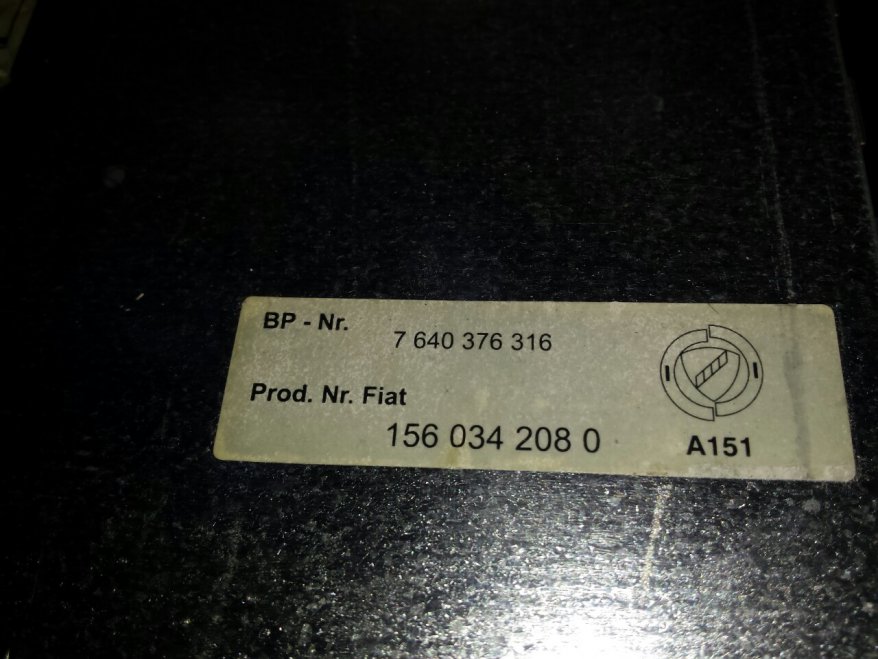 BP - Nr.
7 640 376 316
Prod. Nr. Fiat
156 034 208 0
A151